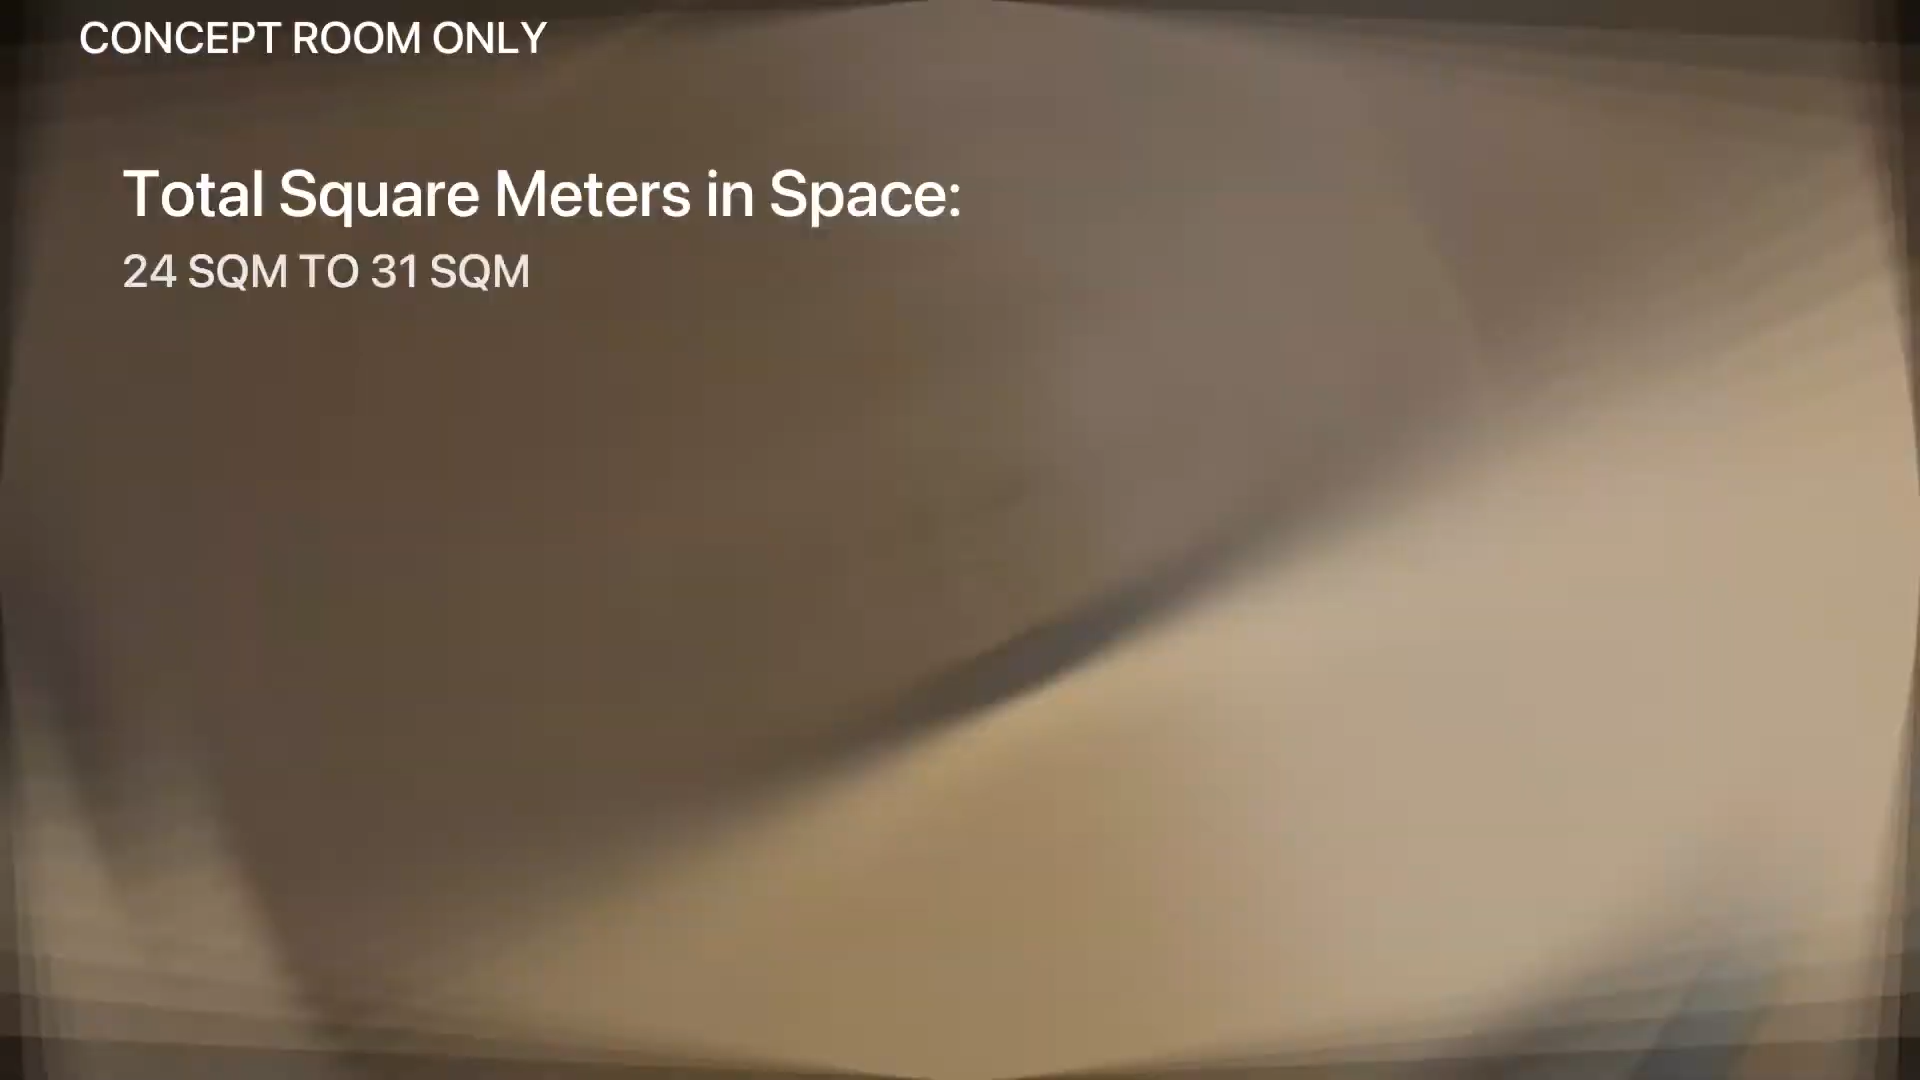 CONCEPT ROOM ONLY
Total Square Meters in Space:
24 SQM TO 31 SQM